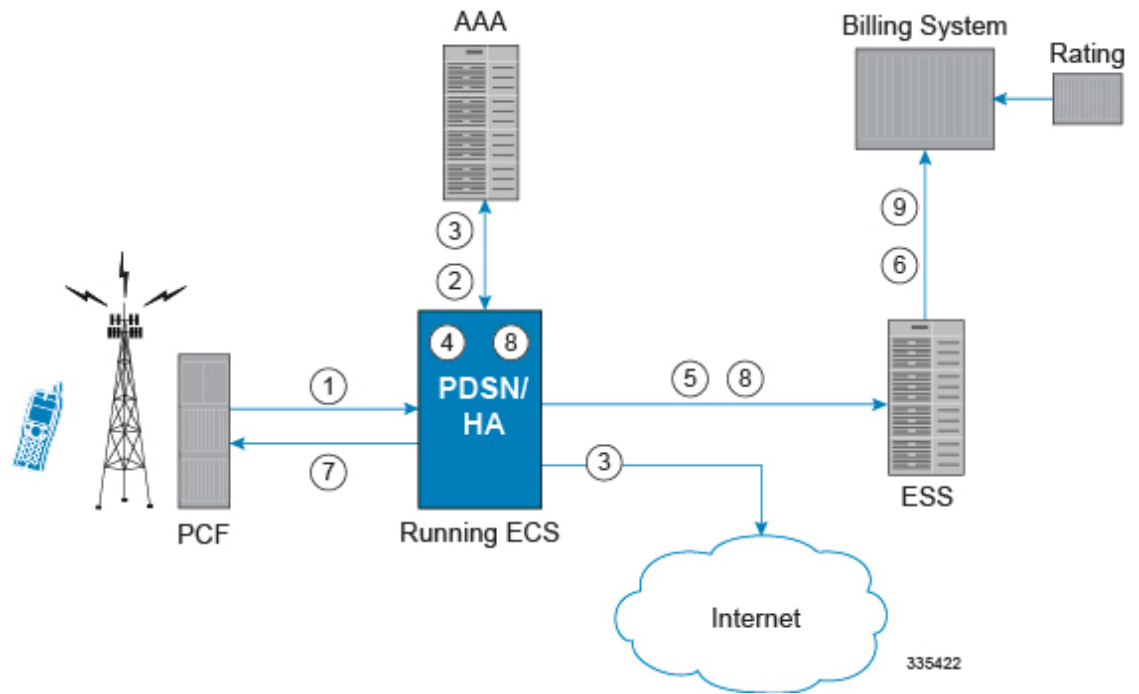 AAA
Billing System
Rating
3
2
9
6
4 8
PDSN/
HA
1
7
5 8
3
PCF
Running ECS
ESS
Internet
335422